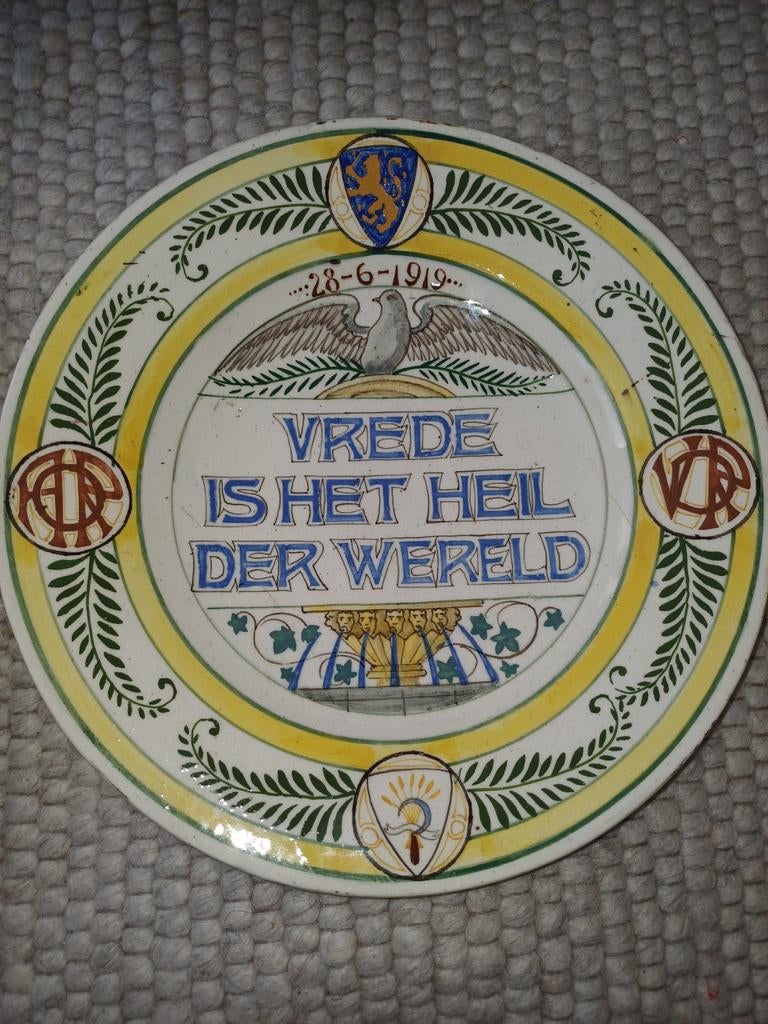 ....28-6-1919...
VREDE
IS HET HEIL
DER WERELD